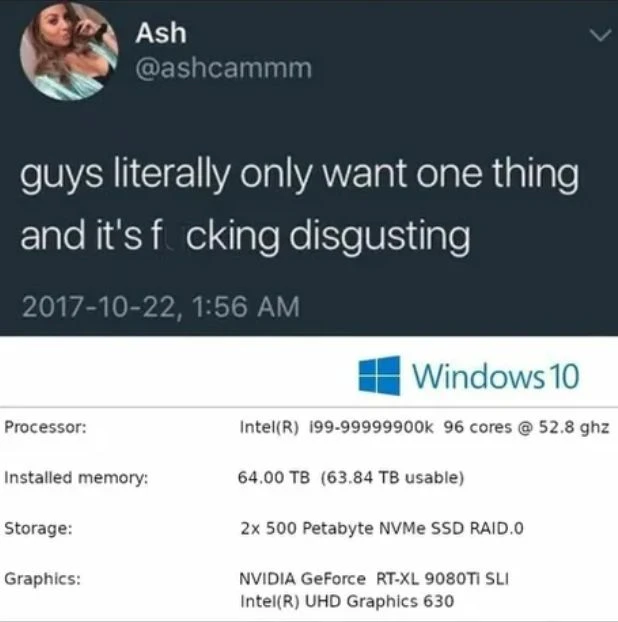 Ash
@ashcammm
guys literally only want one thing
and it's f cking disgusting
2017-10-22, 1:56 AM
Windows 10
Processor: Intel(R) i99-99999900k 96 cores @ 52.8 ghz
Installed memory: 64.00 TB (63.84 TB usable)
Storage: 2x 500 Petabyte NVMe SSD RAID.0
Graphics: NVIDIA GeForce RT-XL 9080Ti SLI
Intel(R) UHD Graphics 630